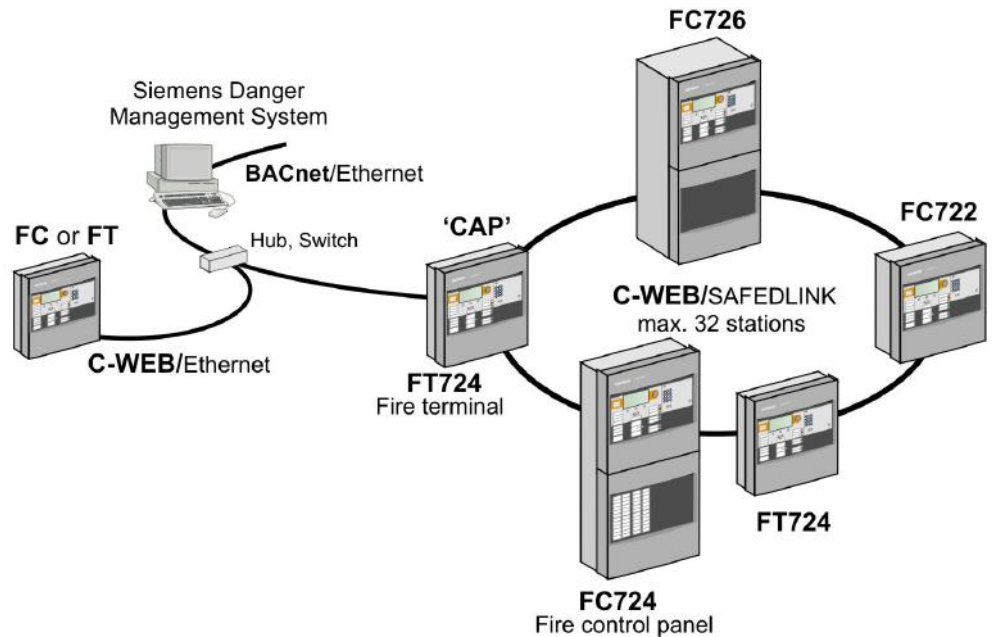 FC726
Siemens Danger
Management System
BACnet/Ethernet
FC or FT
Hub, Switch
'CAP'
FC722
C-WEB/SAFEDLINK
max. 32 stations
C-WEB/Ethernet
FT724
Fire terminal
FT724
FC724
Fire control panel